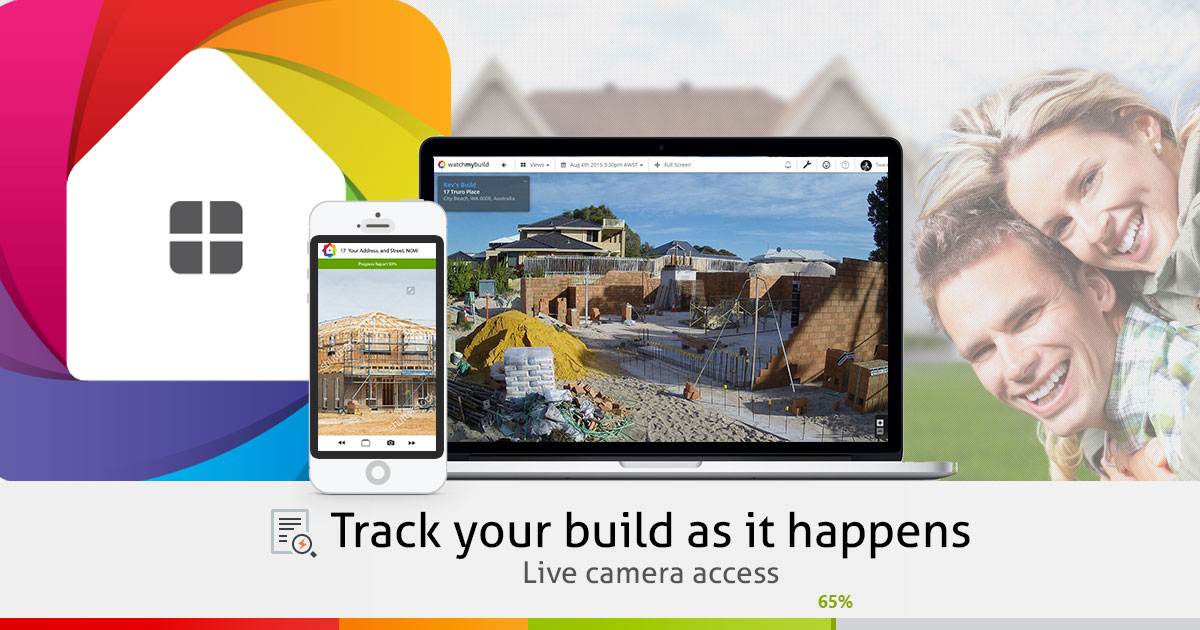 watchmybuild
Views
Aug 4th 2015 3:30pm AWST
Full Screen
Kev's Build
17 Truro Place
City Beach, WA 6000, Australia
17 Your Address, and Street, NSW
Progress Report 50%
Track your build as it happens
Live camera access
65%